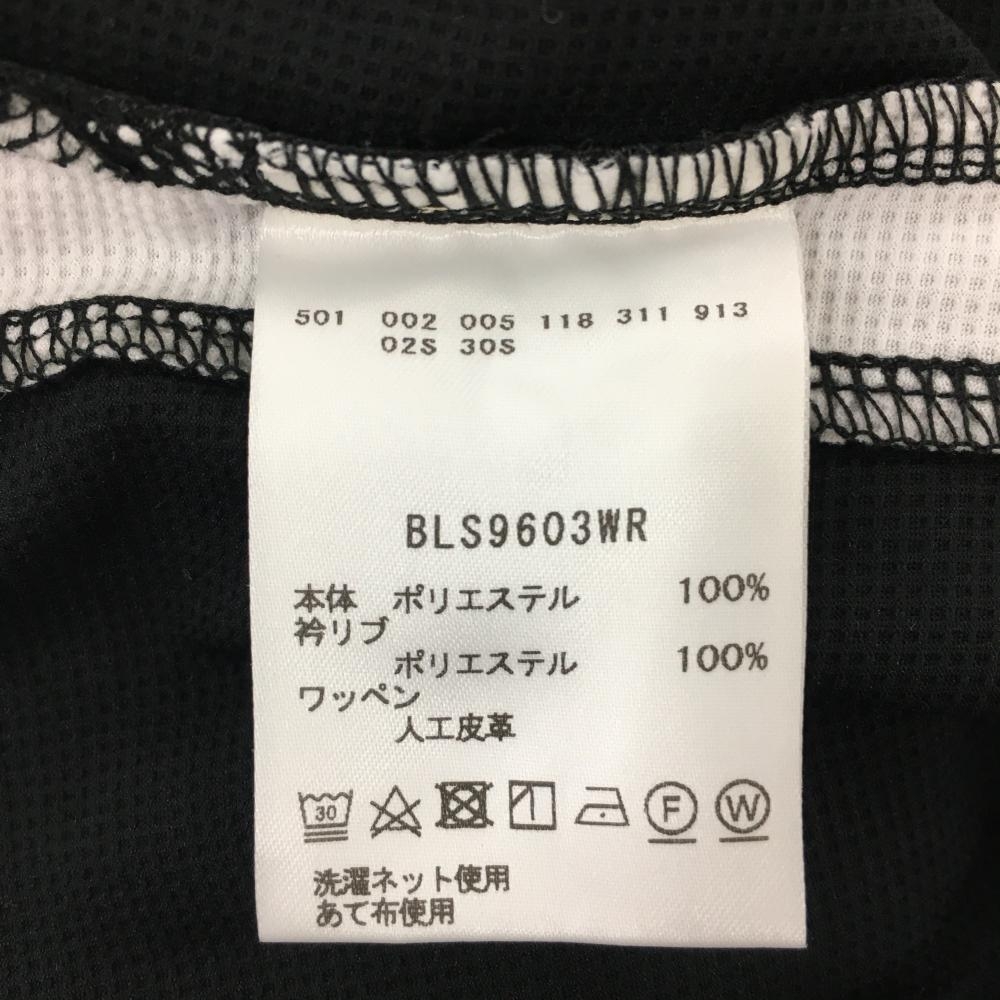 501 002 005 118 311 913
02S 30S
BLS9603WR
本体 ポリエステル 100%
衿リブ
ポリエステル 100%
ワッペン
人工皮革
30 F W
洗濯ネット使用
あて布使用